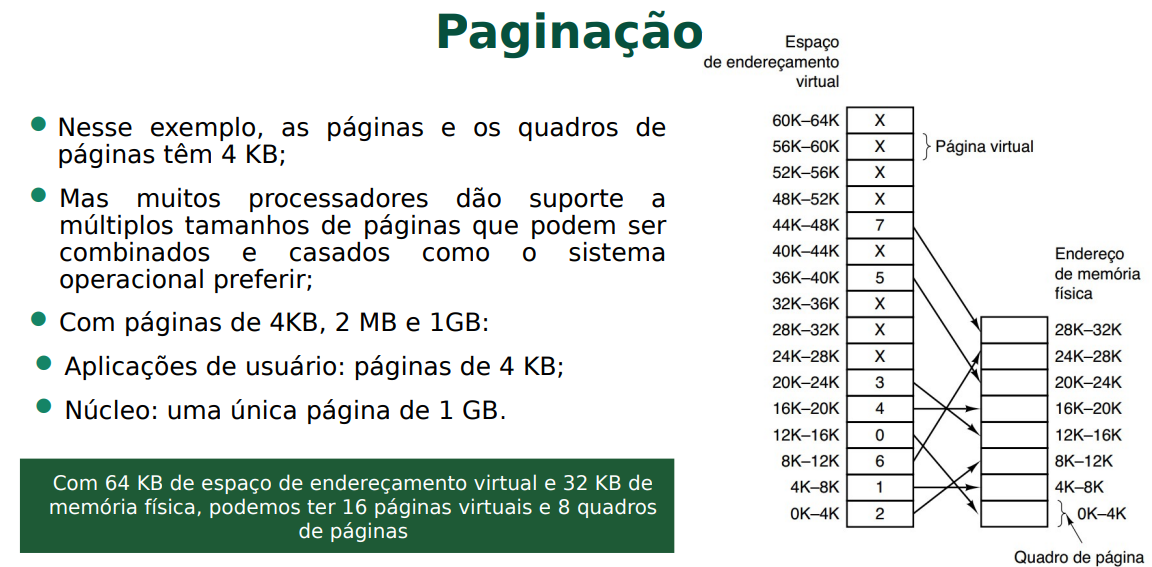 Paginação
Nesse exemplo, as páginas e os quadros de
páginas têm 4 KB;
Mas muitos processadores dão suporte a
múltiplos tamanhos de páginas que podem ser
combinados e casados como o sistema
operacional preferir;
Com páginas de 4KB, 2 MB e 1GB:
Aplicações de usuário: páginas de 4 KB;
Núcleo: uma única página de 1 GB.
Com 64 KB de espaço de endereçamento virtual e 32 KB de
memória física, podemos ter 16 páginas virtuais e 8 quadros
de páginas
Espaço
de endereçamento
virtual
60K–64K X
56K–60K X
Página virtual
52K–56K X
48K–52K X
44K–48K 7
40K–44K X
36K–40K 5
32K–36K X
28K–32K X
24K–28K X
20K–24K 3
16K–20K 4
12K–16K 0
8K–12K 6
4K–8K 1
0K–4K 2
Endereço
de memória
física
28K–32K
24K–28K
20K–24K
16K–20K
12K–16K
8K–12K
4K–8K
0K–4K
Quadro de página